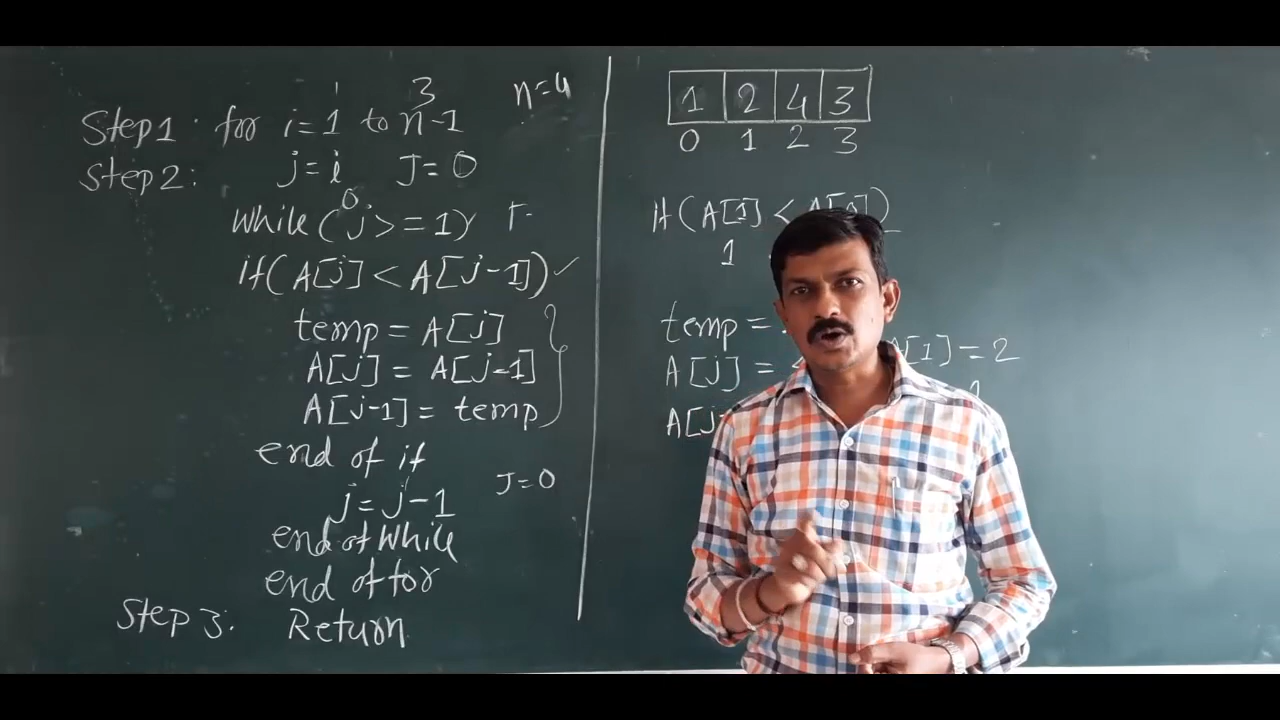 1 3 n=4
Step1: for i=1 to n-1
Step2: j=i J=0
0
while(j>=1) F
if(A[j] < A[j-1]) ✓
temp = A[j]
A[j] = A[j-1]
A[j-1] = temp
end of if
j=j-1 J=0
end of while
end of for
Step 3: Return
1 2 4 3
0 1 2 3
if(A[1] < A[0])
1
temp =
A[j] = A[1]=2
A[j-